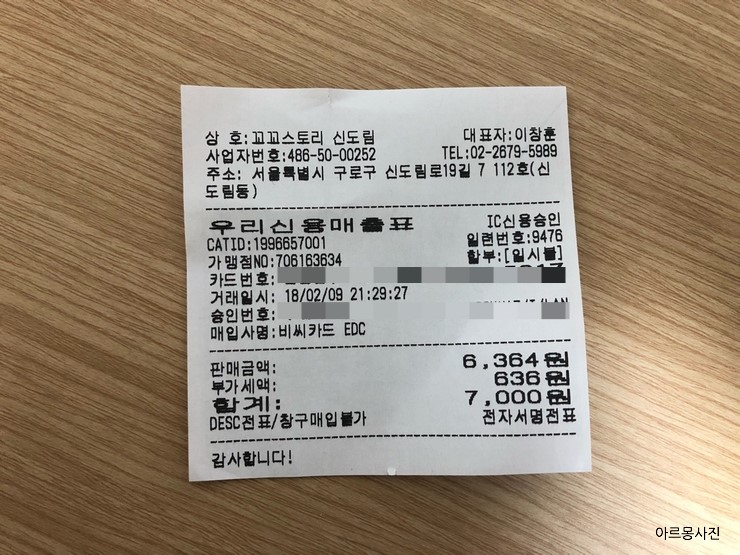 상 호:꼬꼬스토리 신도림 대표자:이창훈
사업자번호:486-50-00252 TEL:02-2679-5989
주소: 서울특별시 구로구 신도림로19길 7 112호(신
도림동)
우리신용매출표 IC신용승인
CATID:1996657001 일련번호:9476
가맹점NO:706163634 할부:[일시불]
카드번호:
거래일시: 18/02/09 21:29:27
승인번호:
매입사명:비씨카드 EDC
판매금액: 6,364원
부가세액: 636원
합계: 7,000원
DESC전표/창구매입불가 전자서명전표
감사합니다!
아르몽사진